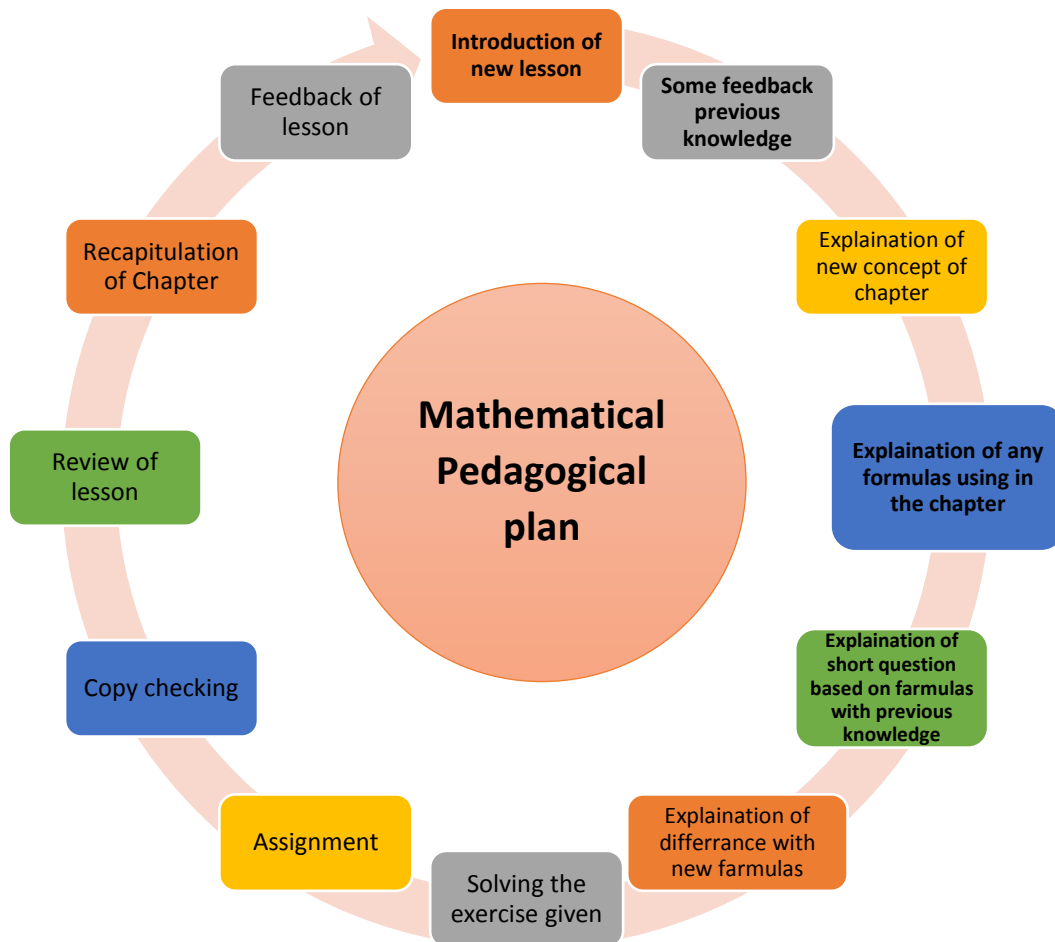 Introduction of
new lesson
Some feedback
previous
knowledge
Explaination of
new concept of
chapter
Explaination of any
formulas using in
the chapter
Explaination of
short question
based on farmulas
with previous
knowledge
Explaination of
differrance with
new farmulas
Solving the
exercise given
Assignment
Copy checking
Review of
lesson
Recapitulation
of Chapter
Feedback of
lesson
Mathematical
Pedagogical
plan